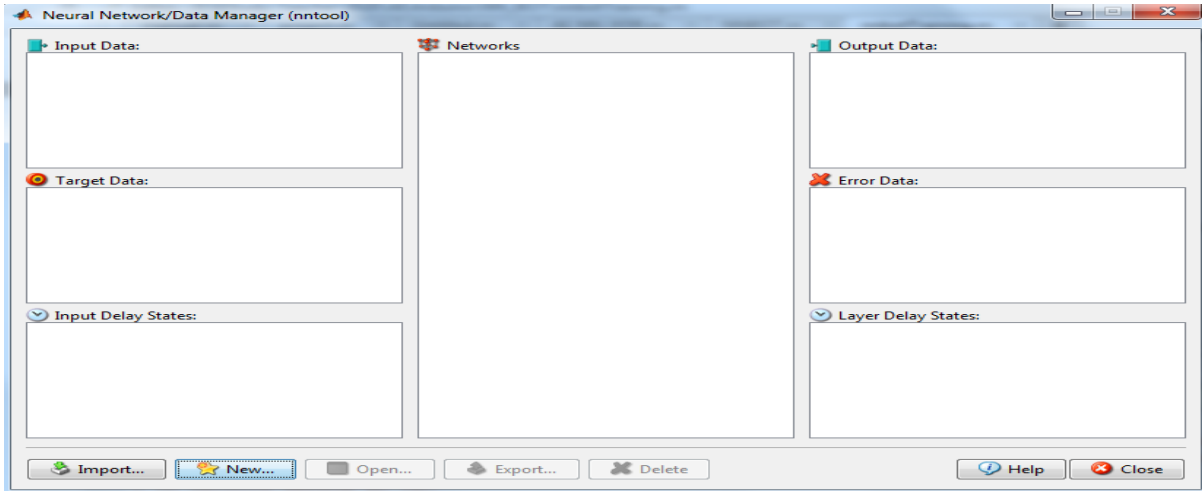 Neural Network/Data Manager (nntool)
Input Data:
Networks
Output Data:
Target Data:
Error Data:
Input Delay States:
Layer Delay States:
Import...
New...
Open...
Export...
Delete
Help
Close